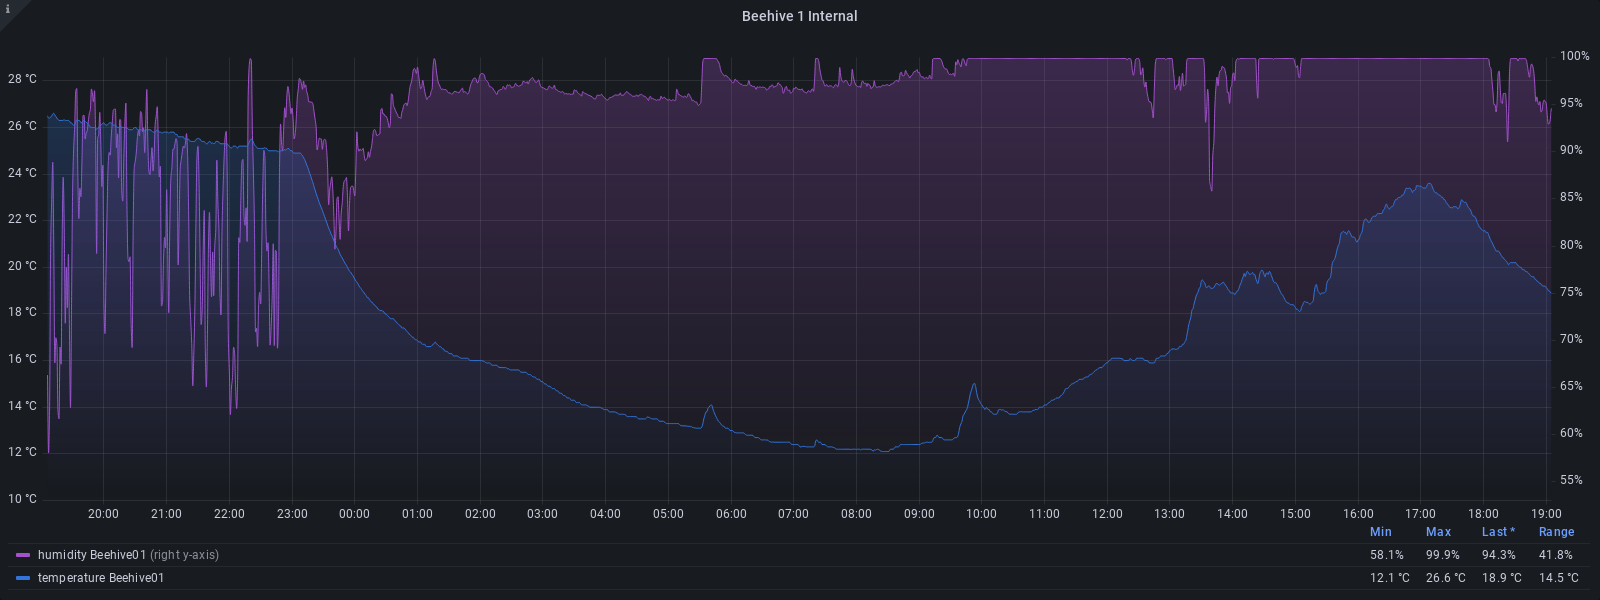 i
Beehive 1 Internal
28 °C
26 °C
24 °C
22 °C
20 °C
18 °C
16 °C
14 °C
12 °C
10 °C
100%
95%
90%
85%
80%
75%
70%
65%
60%
55%
20:00 21:00 22:00 23:00 00:00 01:00 02:00 03:00 04:00 05:00 06:00 07:00 08:00 09:00 10:00 11:00 12:00 13:00 14:00 15:00 16:00 17:00 18:00 19:00
Min Max Last * Range
humidity Beehive01 (right y-axis) 58.1% 99.9% 94.3% 41.8%
temperature Beehive01 12.1 °C 26.6 °C 18.9 °C 14.5 °C